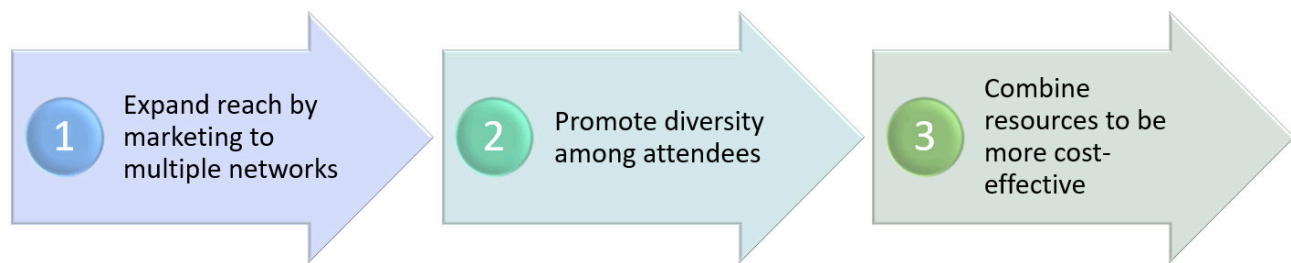 1
Expand reach by
marketing to
multiple networks
2
Promote diversity
among attendees
3
Combine
resources to be
more cost-
effective